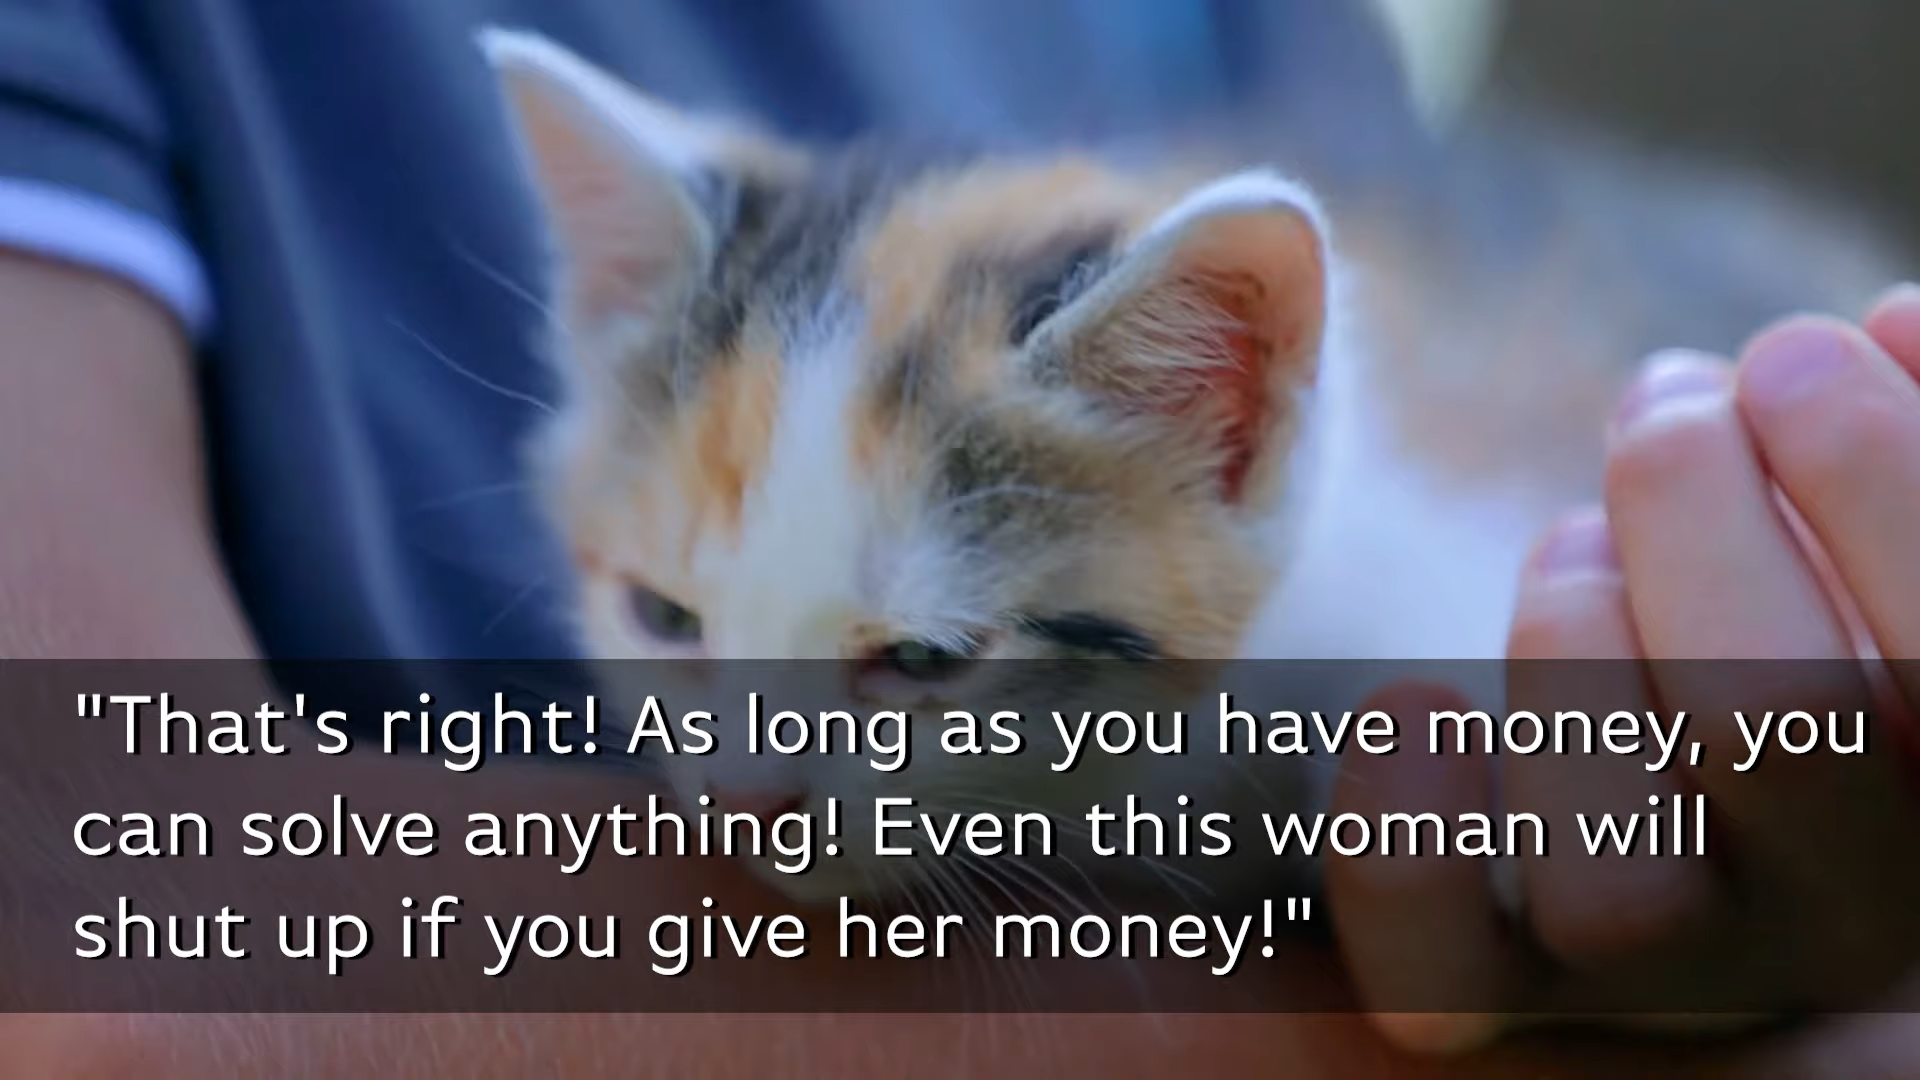 "That's right! As long as you have money, you
can solve anything! Even this woman will
shut up if you give her money!"